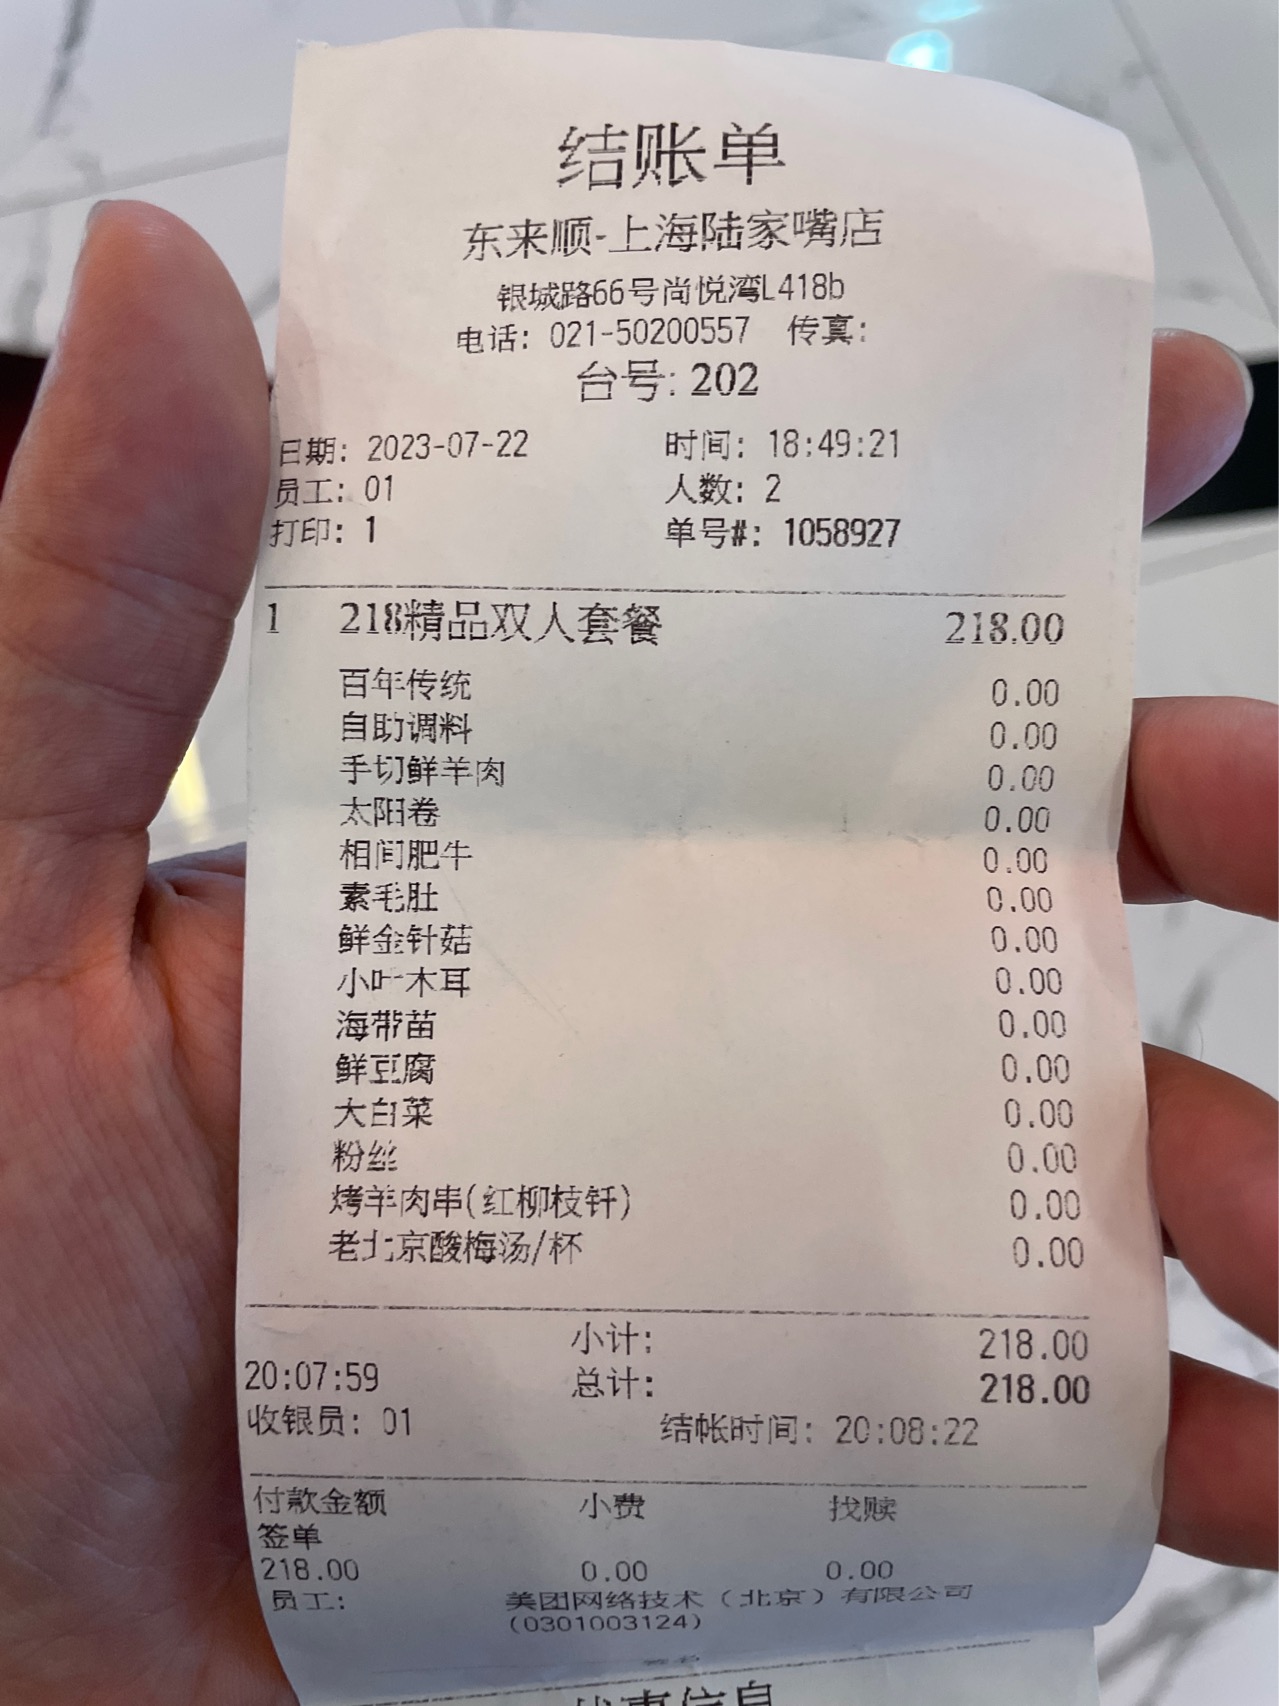 结账单
东来顺-上海陆家嘴店
银城路66号尚悦湾L418b
电话: 021-50200557 传真:
台号: 202
日期: 2023-07-22 时间: 18:49:21
员工: 01 人数: 2
打印: 1 单号#: 1058927
1 218精品双人套餐 218.00
百年传统 0.00
自助调料 0.00
手切鲜羊肉 0.00
太阳卷 0.00
相间肥牛 0.00
素毛肚 0.00
鲜金针菇 0.00
小叶木耳 0.00
海带苗 0.00
鲜豆腐 0.00
大白菜 0.00
粉丝 0.00
烤羊肉串(红柳枝钎) 0.00
老北京酸梅汤/杯 0.00
小计: 218.00
20:07:59 总计: 218.00
收银员: 01 结帐时间: 20:08:22
付款金额 小费 找赎
签单
218.00 0.00 0.00
员工: 美团网络技术（北京）有限公司
(0301003124)
优惠信息